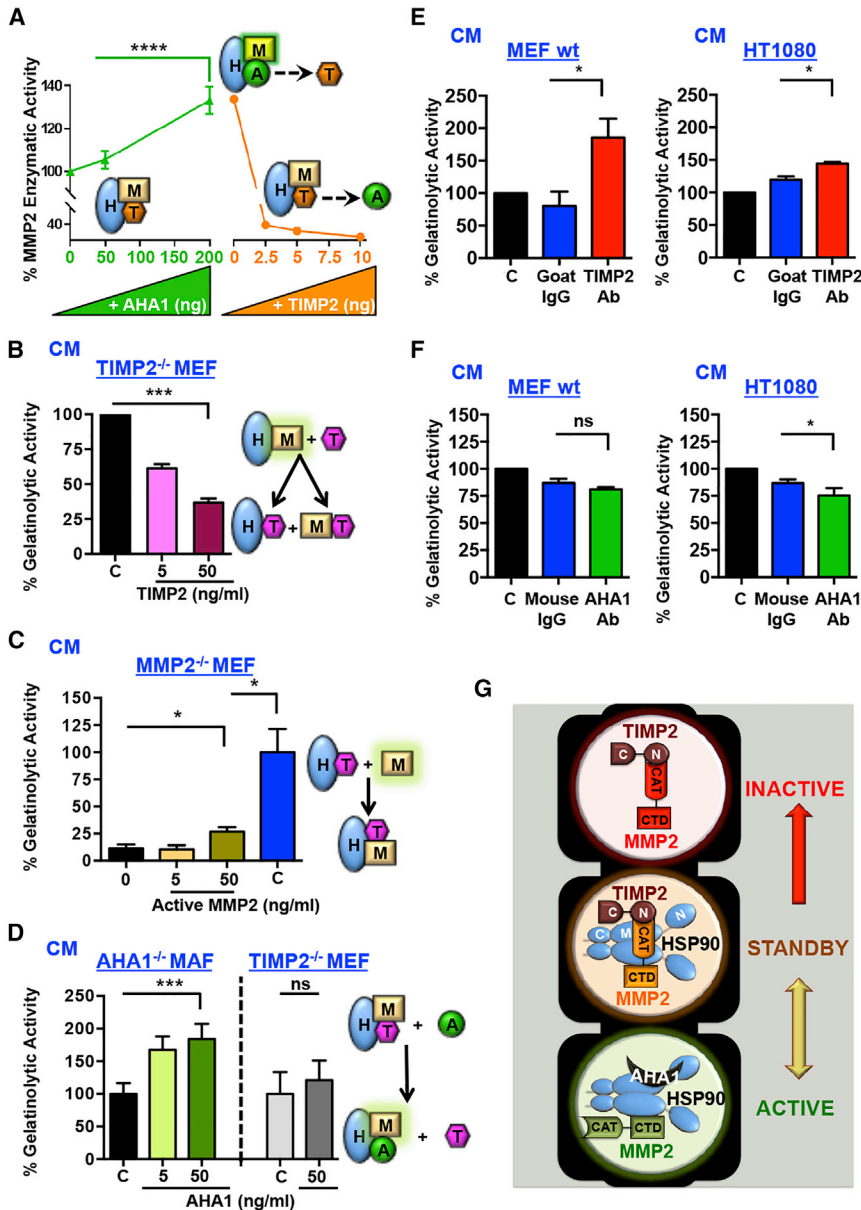 A
****
% MMP2 Enzymatic Activity
140
120
100
40
H M A T
H M T
H M T A
0 50 100 150 200
0 2.5 5 7.5 10
+ AHA1 (ng)
+ TIMP2 (ng)
B
CM
TIMP2-/- MEF
***
% Gelatinolytic Activity
100
75
50
25
0
C 5 50
TIMP2 (ng/ml)
H M + T
H T + M T
C
CM
MMP2-/- MEF
*
*
% Gelatinolytic Activity
150
125
100
75
50
25
0
0 5 50 C
Active MMP2 (ng/ml)
H T + M
H T M
D
CM
AHA1-/- MAF
TIMP2-/- MEF
***
ns
% Gelatinolytic Activity
250
200
150
100
50
0
C 5 50
C 50
AHA1 (ng/ml)
H M T + A
H M A + T
E
CM
MEF wt
*
% Gelatinolytic Activity
250
200
150
100
50
0
C Goat TIMP2
IgG Ab
CM
HT1080
*
% Gelatinolytic Activity
250
200
150
100
50
0
C Goat TIMP2
IgG Ab
F
CM
MEF wt
ns
% Gelatinolytic Activity
150
125
100
75
50
25
0
C Mouse AHA1
IgG Ab
CM
HT1080
*
% Gelatinolytic Activity
150
125
100
75
50
25
0
C Mouse AHA1
IgG Ab
G
TIMP2
C N
CAT
CTD
MMP2
INACTIVE
TIMP2
C N N
C M
CAT
HSP90
CTD
MMP2
STANDBY
AHA1
HSP90
CAT CTD
MMP2
ACTIVE